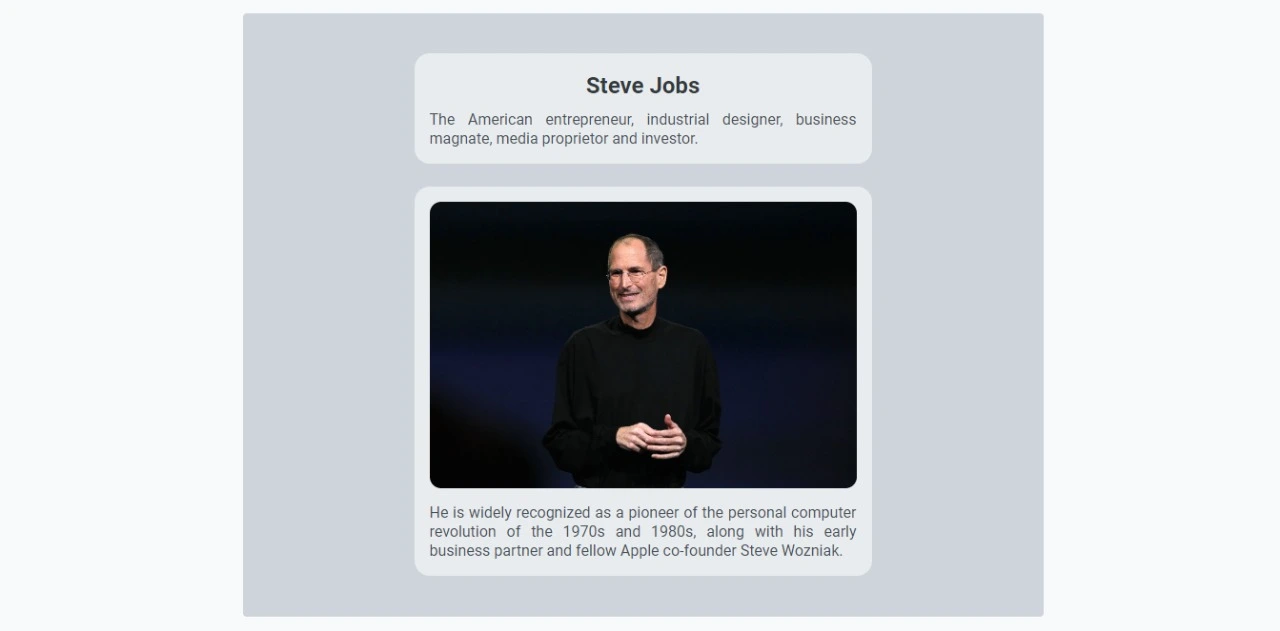 Steve Jobs
The American entrepreneur, industrial designer, business
magnate, media proprietor and investor.
He is widely recognized as a pioneer of the personal computer
revolution of the 1970s and 1980s, along with his early
business partner and fellow Apple co-founder Steve Wozniak.